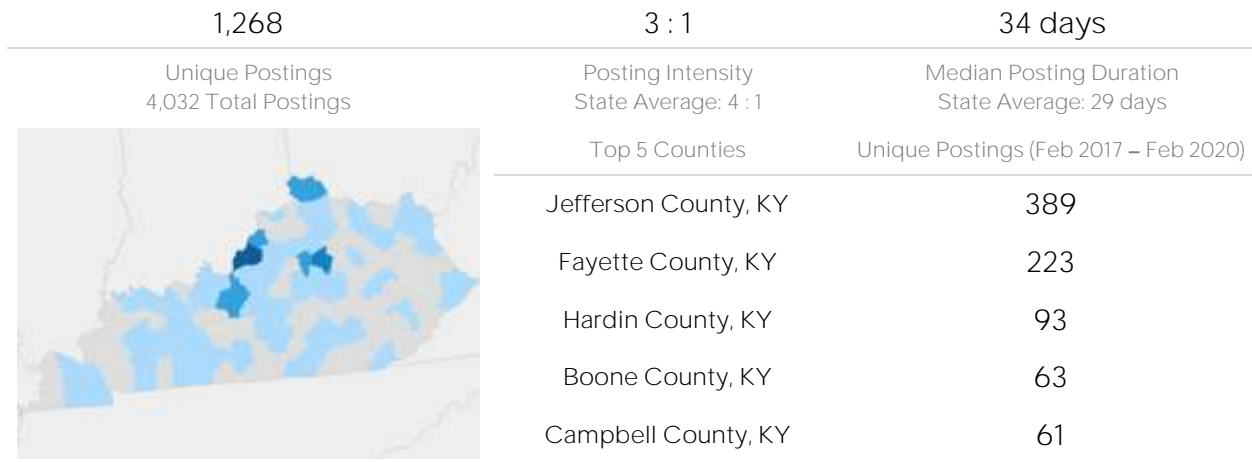 1,268
3 : 1
34 days
Unique Postings
4,032 Total Postings
Posting Intensity
State Average: 4 : 1
Median Posting Duration
State Average: 29 days
Top 5 Counties
Unique Postings (Feb 2017 – Feb 2020)
Jefferson County, KY
389
Fayette County, KY
223
Hardin County, KY
93
Boone County, KY
63
Campbell County, KY
61